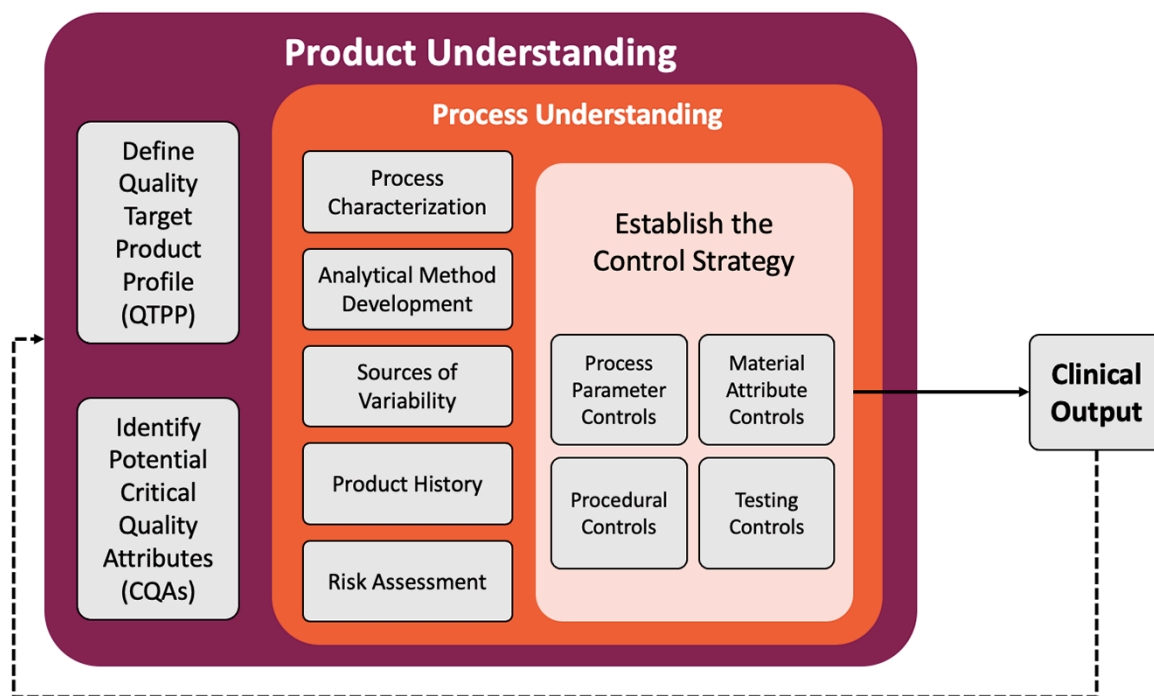 Product Understanding
Define
Quality
Target
Product
Profile
(QTPP)
Identify
Potential
Critical
Quality
Attributes
(CQAs)
Process Understanding
Process
Characterization
Analytical Method
Development
Sources of
Variability
Product History
Risk Assessment
Establish the
Control Strategy
Process
Parameter
Controls
Material
Attribute
Controls
Procedural
Controls
Testing
Controls
Clinical
Output